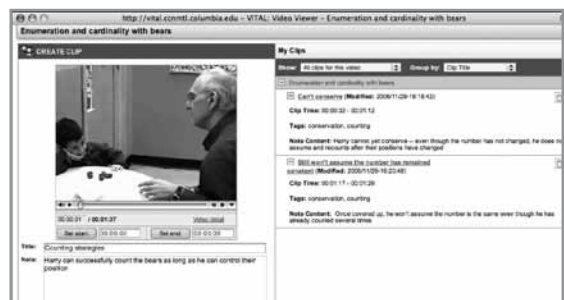 http://vital.ccnmtl.columbia.edu – VITAL: Video Viewer – Enumeration and cardinality with bears
Enumeration and cardinality with bears
CREATE CLIP
00:00:01 / 00:01:37
Set start 00:00:00 Set end
Title: Counting strategies
Note: Harry can successfully count the bears as long as he can control their
position
My Clips
Show: All clips for this video Group by: Clip Title
Enumeration and cardinality with bears
Can't conserve (Modified: 2006/11/29-16:18:42)
Clip Time: 00:00:32 - 00:01:12
Tags: conservation, counting
Note Content: Harry cannot yet conserve -- even though the number has not changed, he does no
assume and recounts after their positions have changed
Still won't assume the number has remained
constant (Modified: 2006/11/29-16:23:48)
Clip Time: 00:01:17 - 00:01:29
Tags: conservation, counting
Note Content: Once covered up, he won't assume the number is the same even though he has
already counted several times